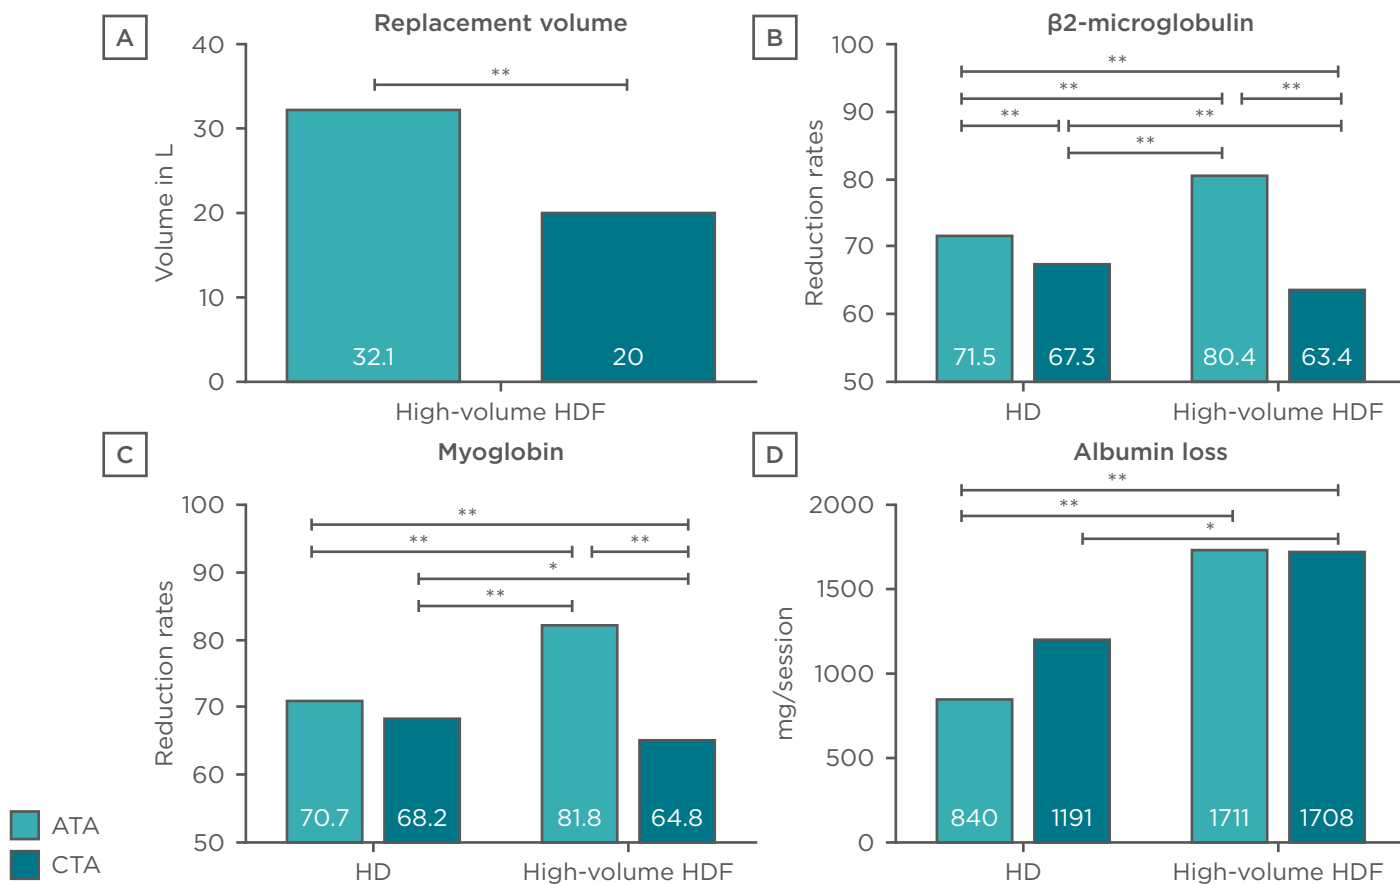 A
Replacement volume
Volume in L
40
30
20
10
0
**
32.1
20
High-volume HDF
B
β2-microglobulin
Reduction rates
100
90
80
70
60
50
**
**
**
**
**
**
71.5
67.3
80.4
63.4
HD
High-volume HDF
C
Myoglobin
Reduction rates
100
90
80
70
60
50
**
**
**
*
**
70.7
68.2
81.8
64.8
HD
High-volume HDF
D
Albumin loss
mg/session
2000
1500
1000
500
0
**
**
*
840
1191
1711
1708
HD
High-volume HDF
ATA
CTA